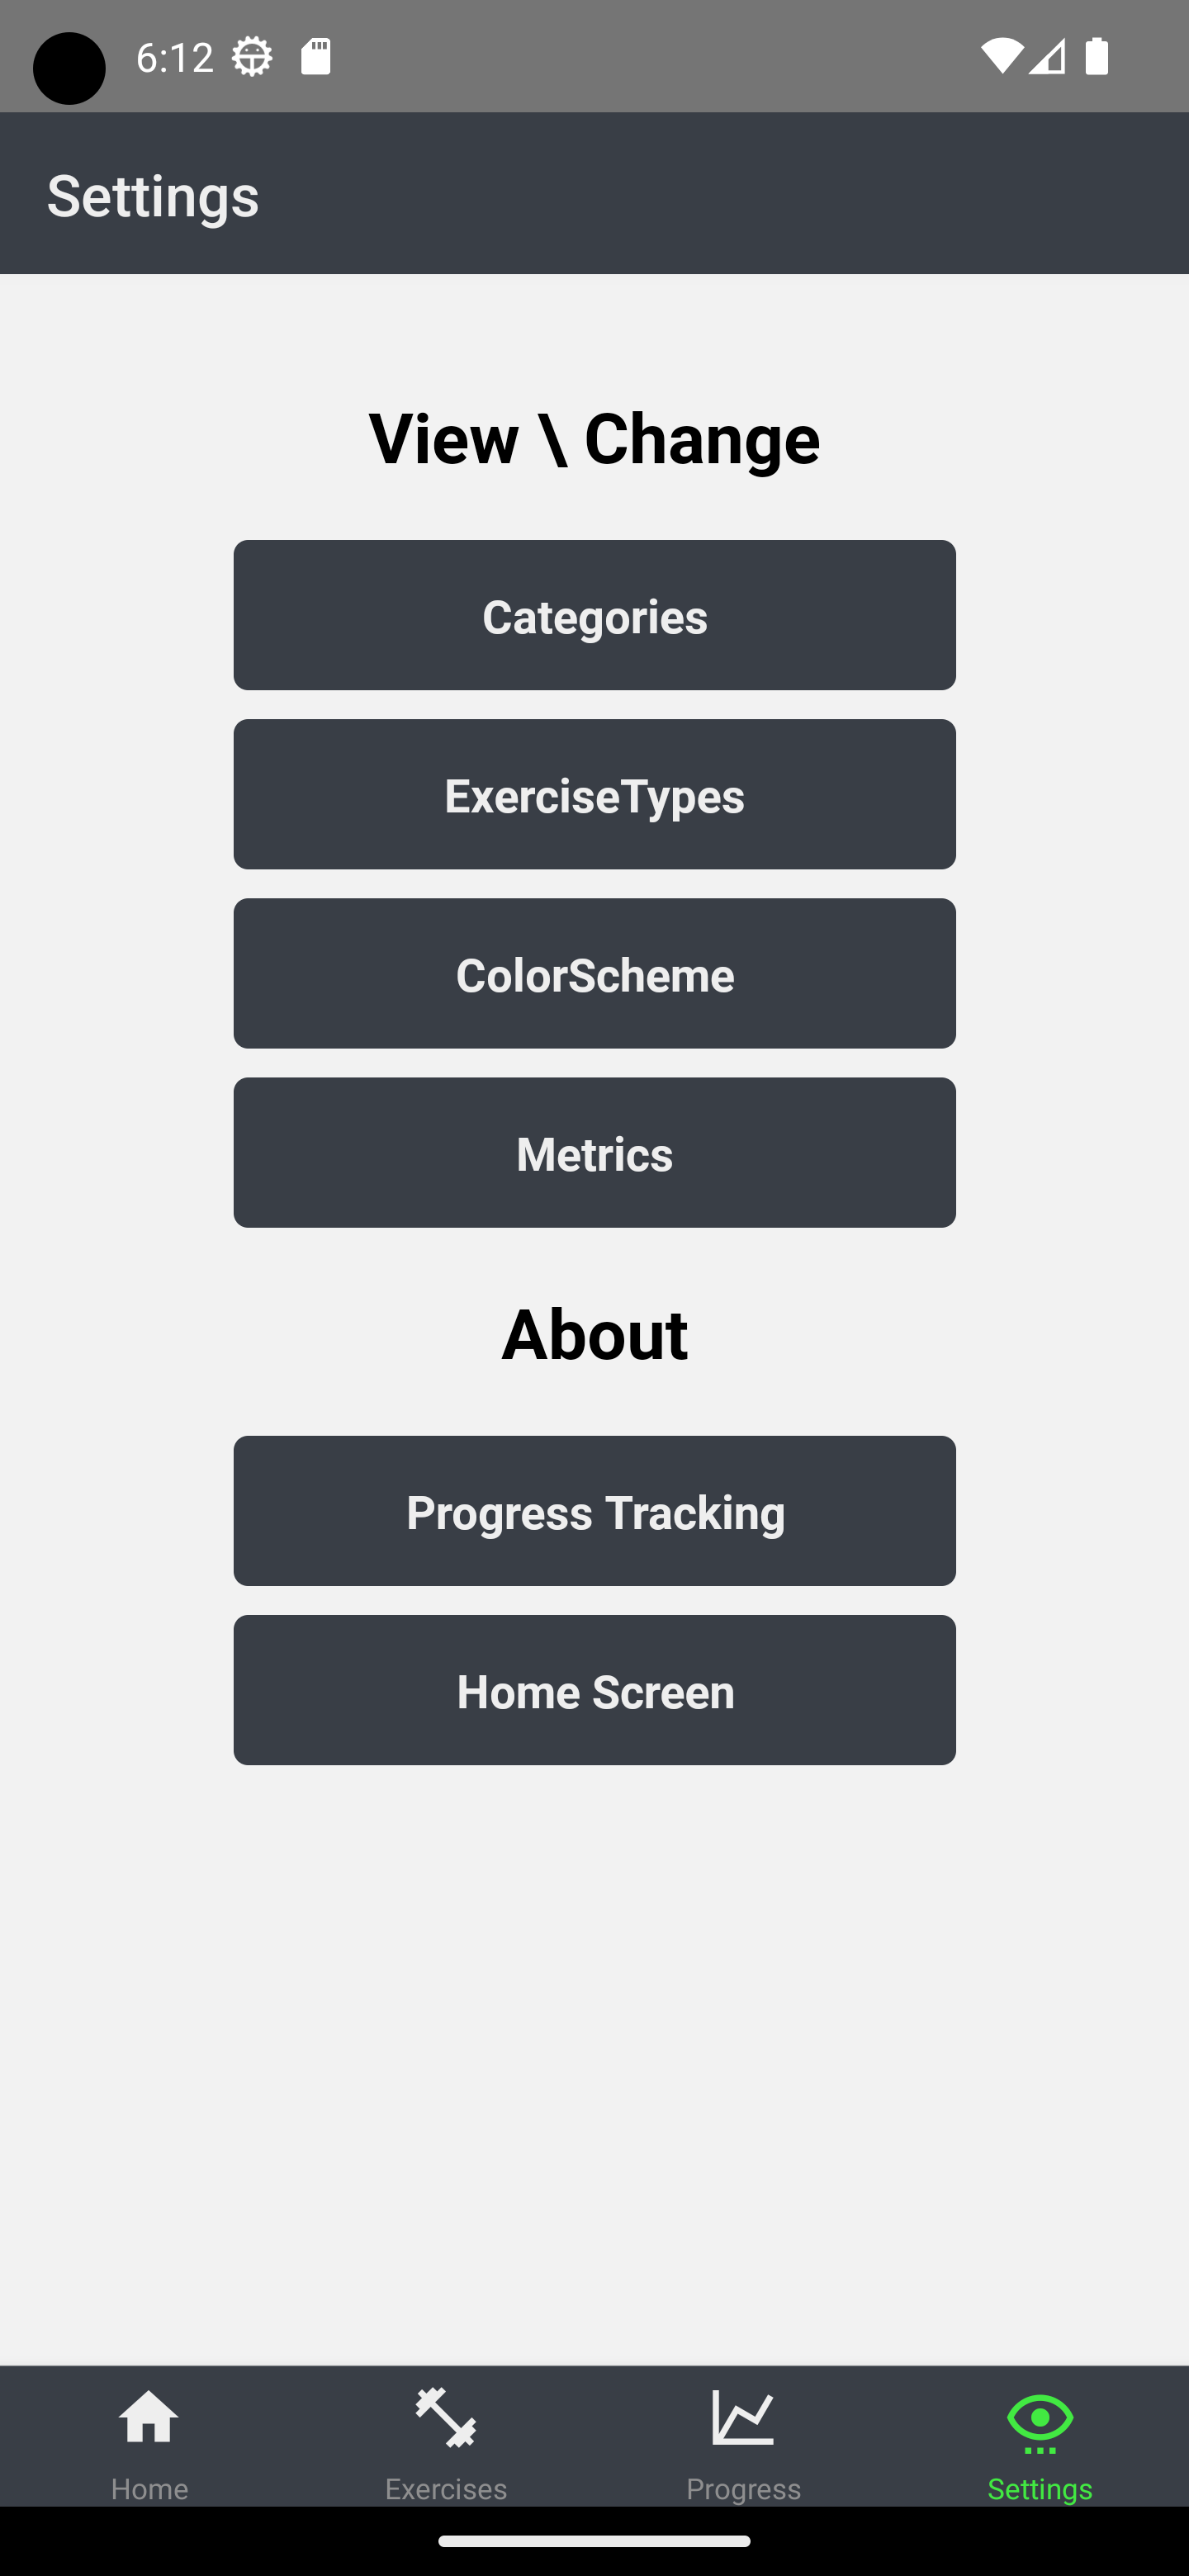 6:12
Settings
View \ Change
Categories
ExerciseTypes
ColorScheme
Metrics
About
Progress Tracking
Home Screen
Home
Exercises
Progress
Settings